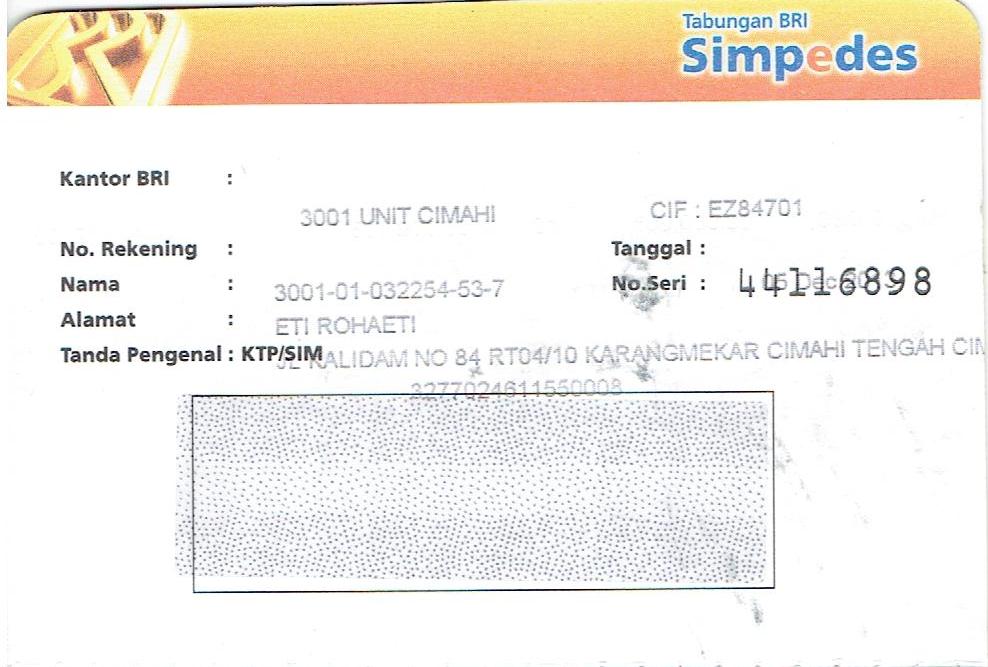 Tabungan BRI
Simpedes
Kantor BRI :
3001 UNIT CIMAHI CIF : EZ84701
No. Rekening : Tanggal :
Nama : 3001-01-032254-53-7 No.Seri : 44116898
05 Dec
Alamat : ETI ROHAETI
Tanda Pengenal : KTP/SIM
JL KALIDAM NO 84 RT04/10 KARANGMEKAR CIMAHI TENGAH CIM
3277024611550008